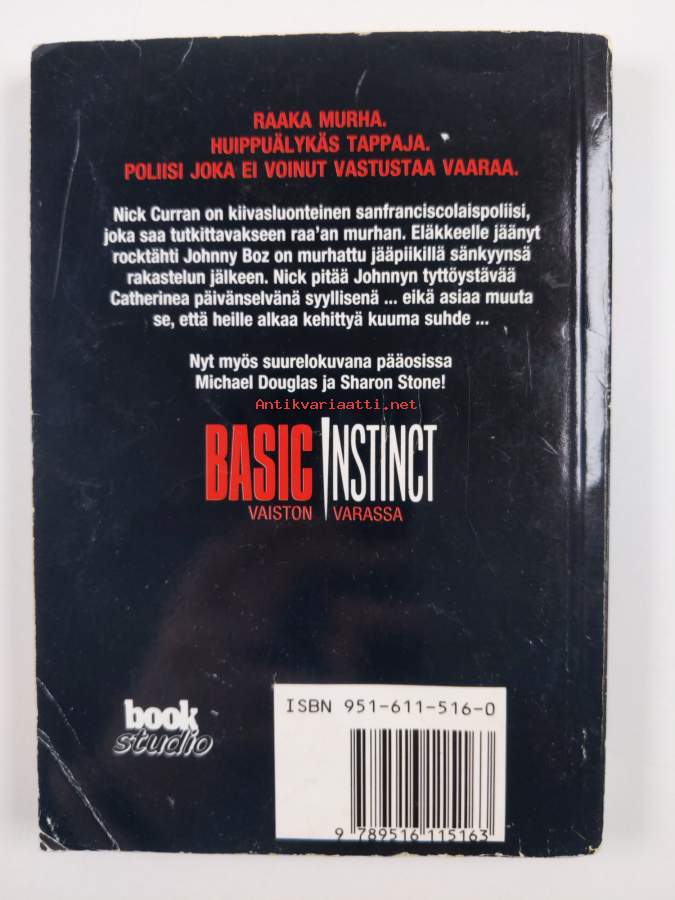 RAAKA MURHA.
HUIPPUÄLYKÄS TAPPAJA.
POLIISI JOKA EI VOINUT VASTUSTAA VAARAA.
Nick Curran on kiivasluonteinen sanfranciscolaispoliisi,
joka saa tutkittavakseen raa'an murhan. Eläkkeelle jäänyt
rocktähti Johnny Boz on murhattu jääpiikillä sänkyynsä
rakastelun jälkeen. Nick pitää Johnnyn tyttöystävää
Catherinea päivänselvänä syyllisenä ... eikä asiaa muuta
se, että heille alkaa kehittyä kuuma suhde ...
Nyt myös suurelokuvana pääosissa
Michael Douglas ja Sharon Stone!
Antikvariaatti.net
BASIC INSTINCT
VAISTON VARASSA
book
studio
ISBN 951-611-516-0
9 789516 115163